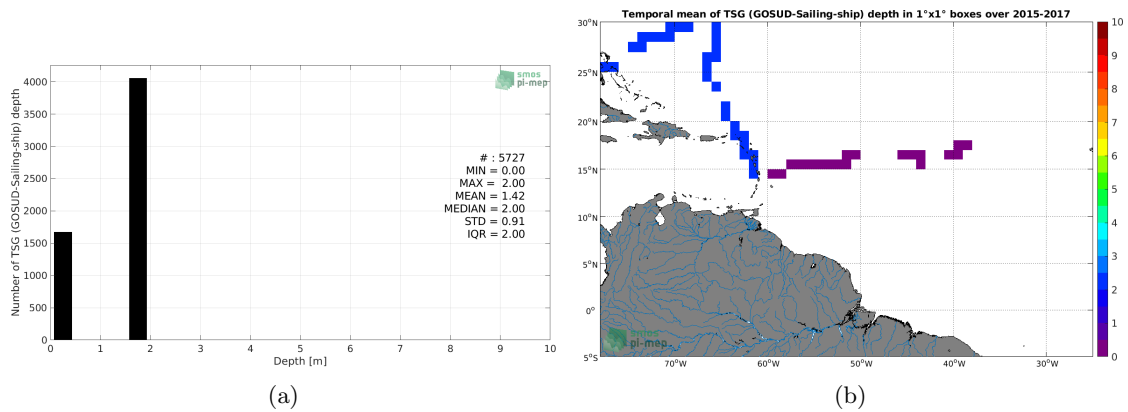 Temporal mean of TSG (GOSUD-Sailing-ship) depth in 1°x1° boxes over 2015-2017
Number of TSG (GOSUD-Sailing-ship) depth
4000
3500
3000
2500
2000
1500
1000
500
0
smos
pi-mep
# : 5727
MIN = 0.00
MAX = 2.00
MEAN = 1.42
MEDIAN = 2.00
STD = 0.91
IQR = 2.00
0 1 2 3 4 5 6 7 8 9 10
Depth [m]
30°N
25°N
20°N
15°N
10°N
5°N
0°
5°S
smos
pi-mep
70°W 60°W 50°W 40°W 30°W
10
9
8
7
6
5
4
3
2
1
0
(a)
(b)